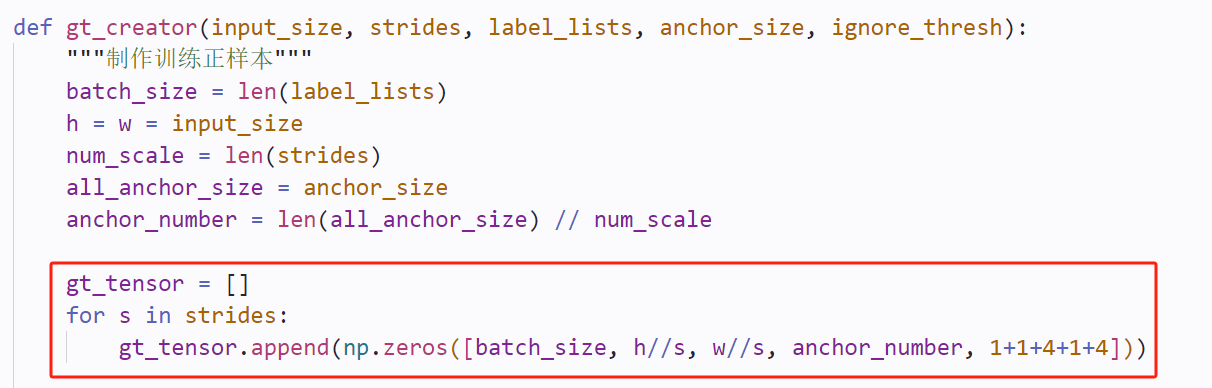 def gt_creator(input_size, strides, label_lists, anchor_size, ignore_thresh):
"""制作训练正样本"""
batch_size = len(label_lists)
h = w = input_size
num_scale = len(strides)
all_anchor_size = anchor_size
anchor_number = len(all_anchor_size) // num_scale
gt_tensor = []
for s in strides:
gt_tensor.append(np.zeros([batch_size, h//s, w//s, anchor_number, 1+1+4+1+4]))